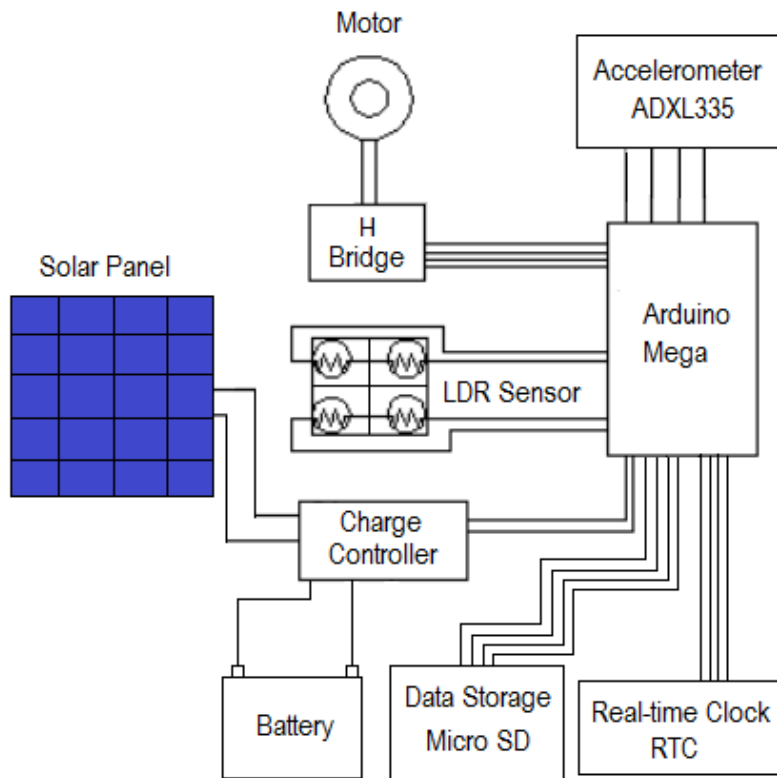 Motor
Accelerometer
ADXL335
H
Bridge
Solar Panel
Arduino
Mega
LDR Sensor
Charge
Controller
Battery
Data Storage
Micro SD
Real-time Clock
RTC